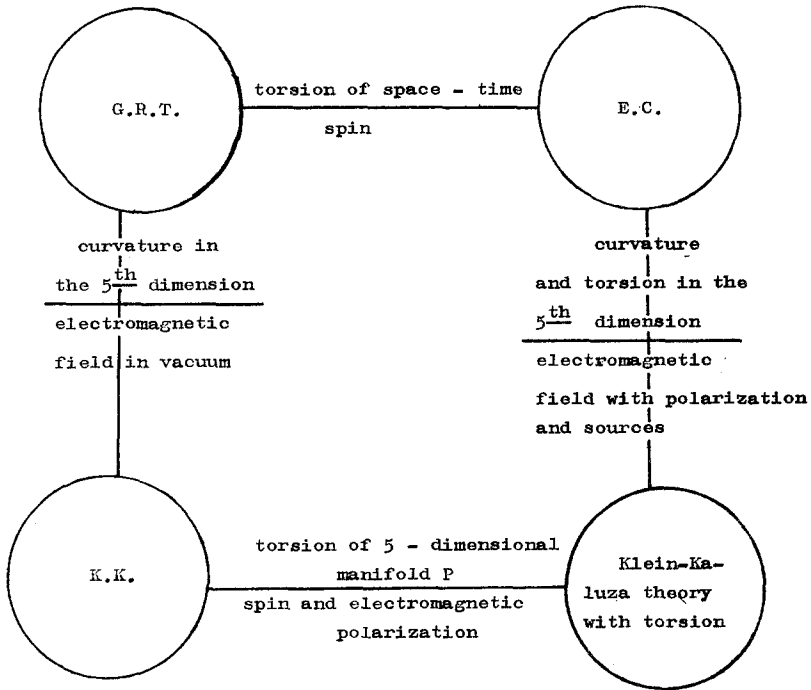 G.R.T.
torsion of space - time
spin
E.C.
curvature in
the 5th dimension
electromagnetic
field in vacuum
curvature
and torsion in the
5th dimension
electromagnetic
field with polarization
and sources
K.K.
torsion of 5 - dimensional
manifold P
spin and electromagnetic
polarization
Klein-Ka-
luza theory
with torsion